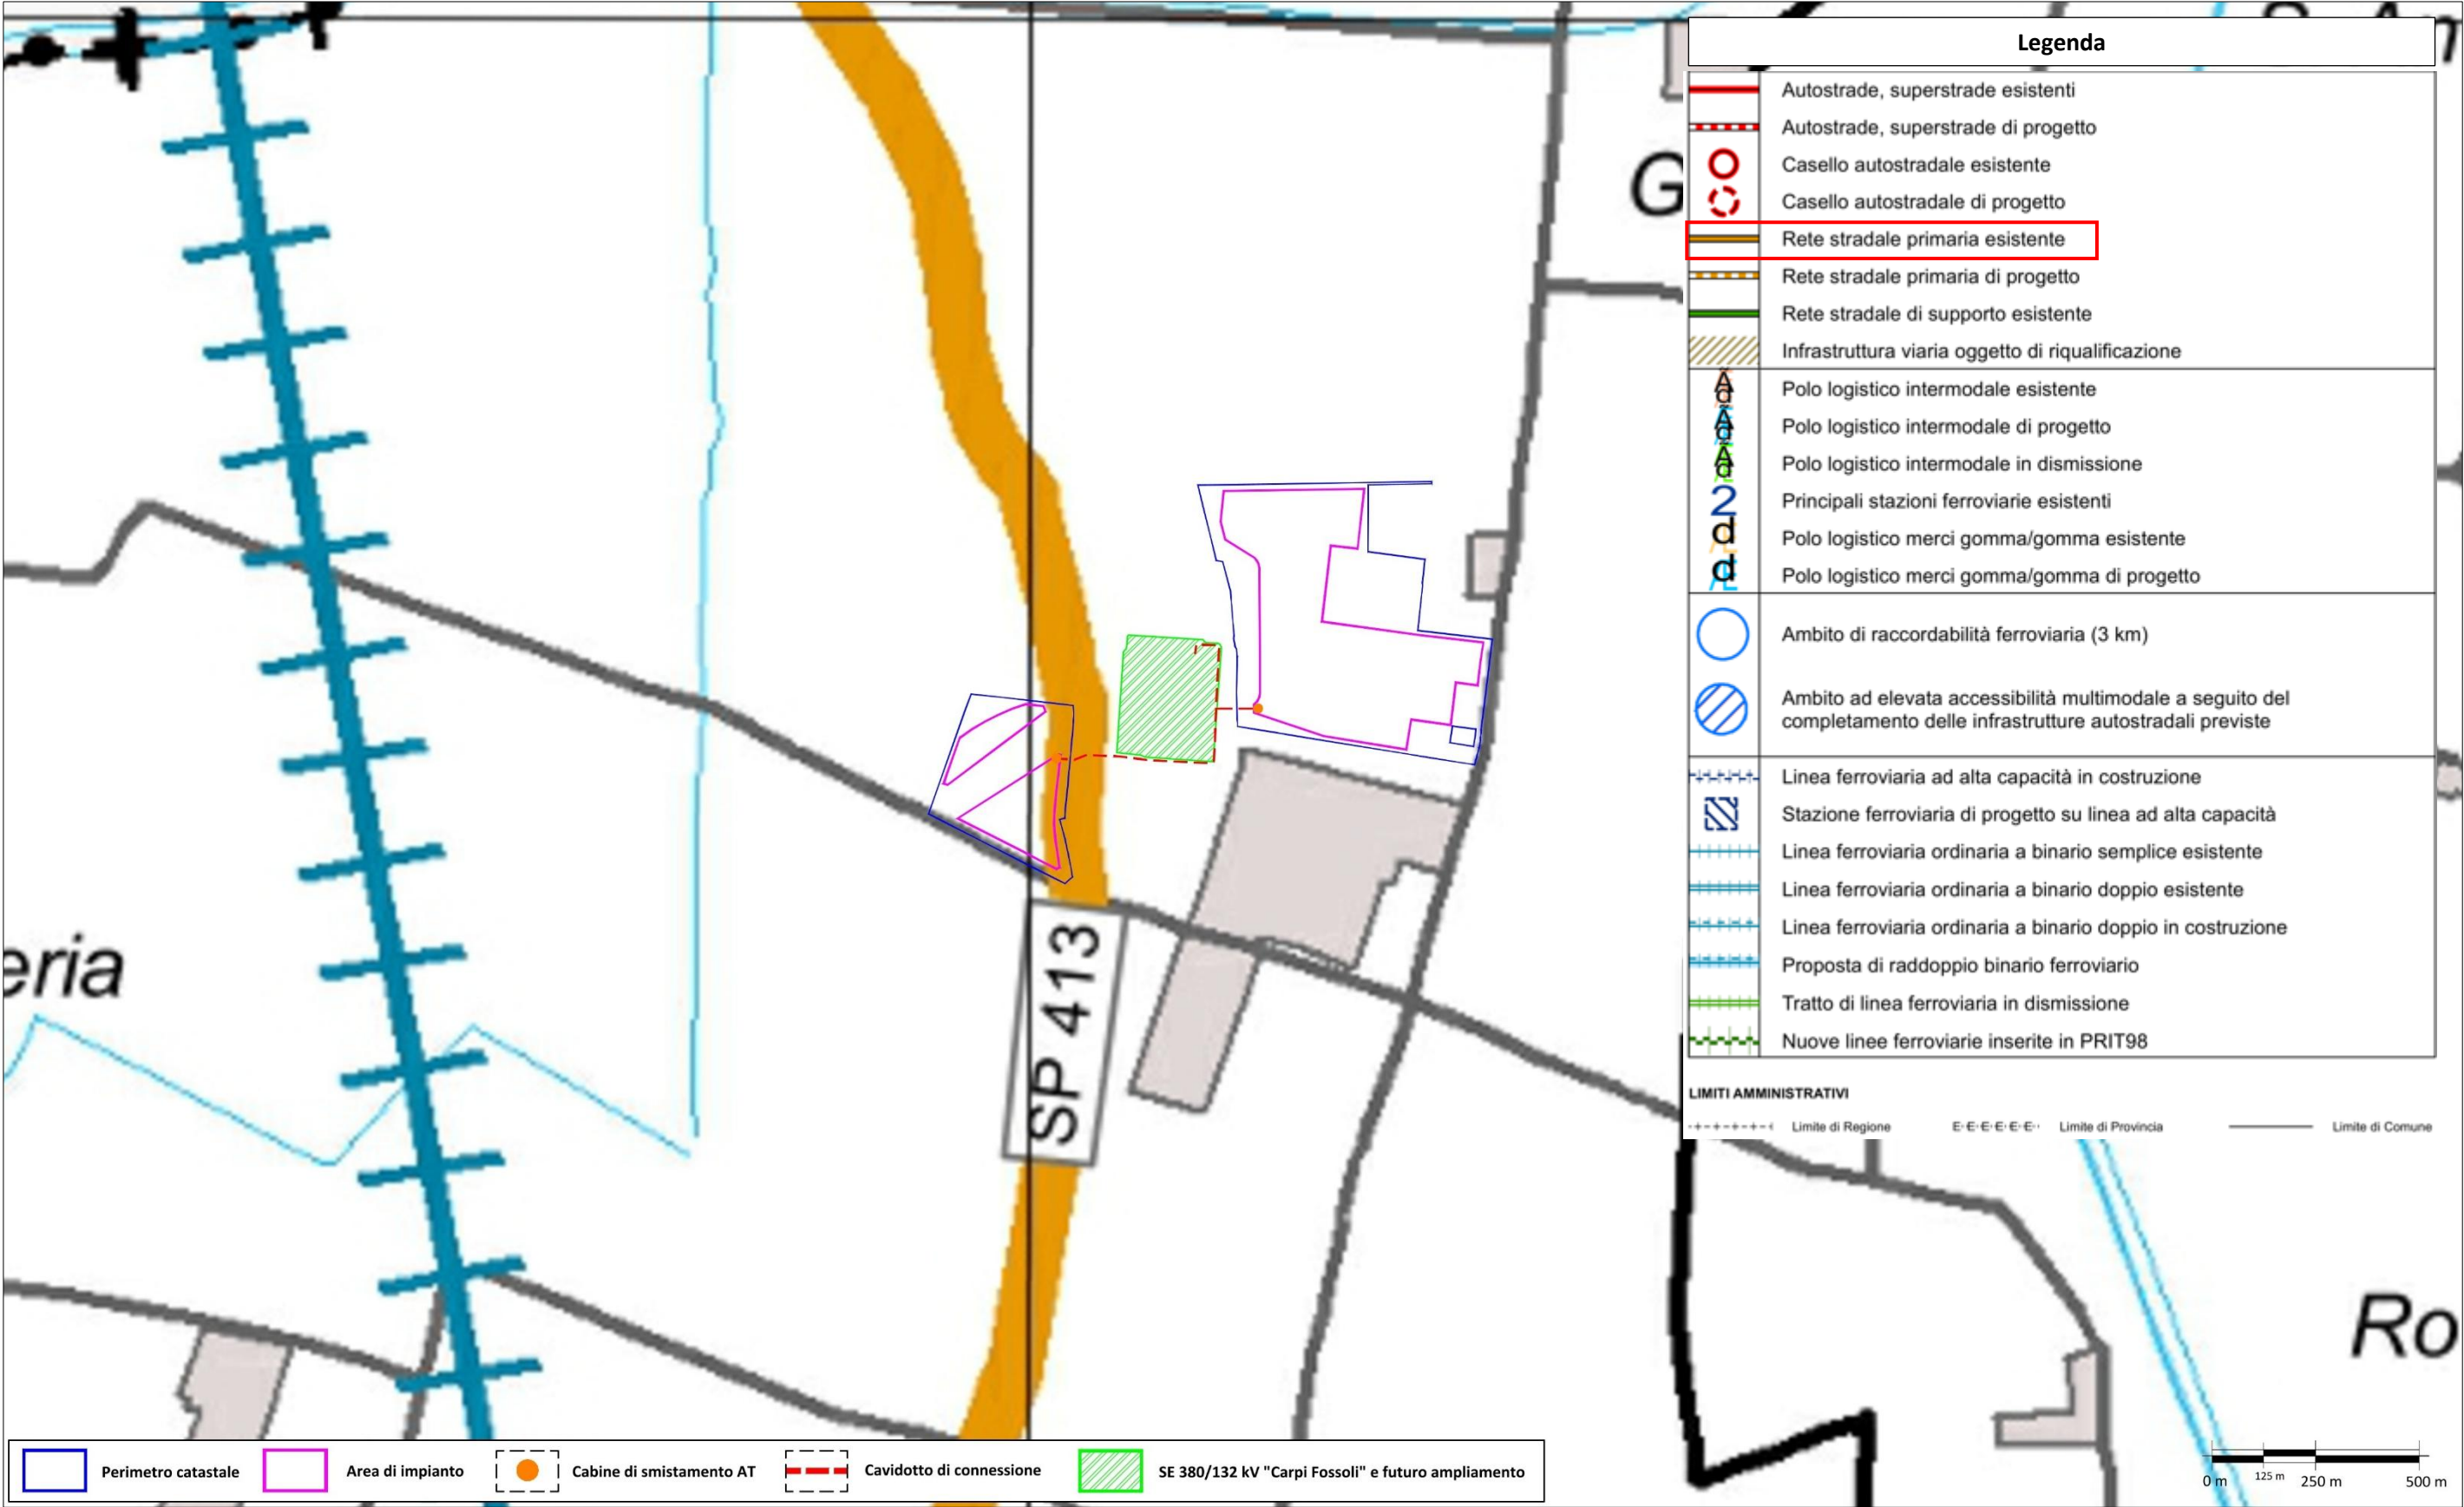 Legenda
Autostrade, superstrade esistenti
Autostrade, superstrade di progetto
Casello autostradale esistente
Casello autostradale di progetto
G
Rete stradale primaria esistente
Rete stradale primaria di progetto
Rete stradale di supporto esistente
Infrastruttura viaria oggetto di riqualificazione
Polo logistico intermodale esistente
Polo logistico intermodale di progetto
Polo logistico intermodale in dismissione
2 Principali stazioni ferroviarie esistenti
d Polo logistico merci gomma/gomma esistente
d Polo logistico merci gomma/gomma di progetto
Ambito di raccordabilità ferroviaria (3 km)
Ambito ad elevata accessibilità multimodale a seguito del
completamento delle infrastrutture autostradali previste
Linea ferroviaria ad alta capacità in costruzione
Stazione ferroviaria di progetto su linea ad alta capacità
Linea ferroviaria ordinaria a binario semplice esistente
Linea ferroviaria ordinaria a binario doppio esistente
Linea ferroviaria ordinaria a binario doppio in costruzione
Proposta di raddoppio binario ferroviario
Tratto di linea ferroviaria in dismissione
Nuove linee ferroviarie inserite in PRIT98
LIMITI AMMINISTRATIVI
Limite di Regione
Limite di Provincia
Limite di Comune
eria
SP 413
Ro
Perimetro catastale
Area di impianto
Cabine di smistamento AT
Cavidotto di connessione
SE 380/132 kV "Carpi Fossoli" e futuro ampliamento
0 m 125 m 250 m 500 m